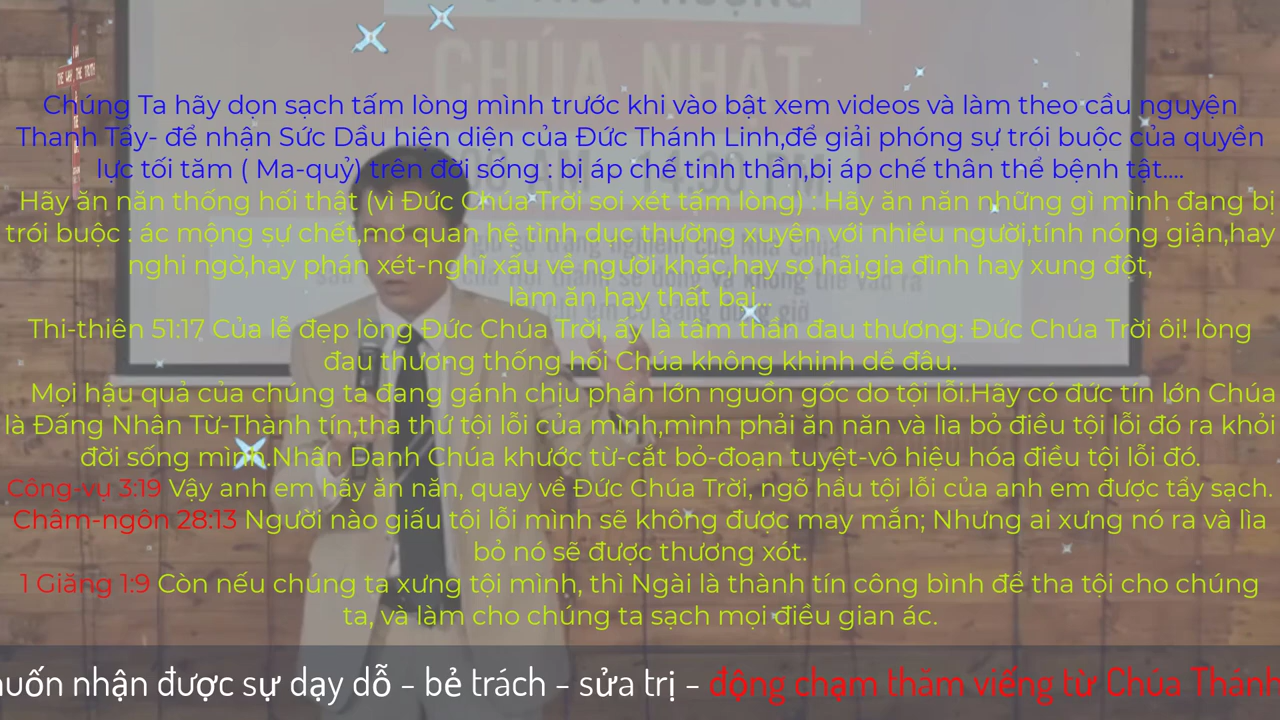 CHÚA NHẬT
THE WAY THE TRUTH
Chúng Ta hãy dọn sạch tấm lòng mình trước khi vào bật xem videos và làm theo cầu nguyện
Thanh Tẩy- để nhận Sức Dầu hiện diện của Đức Thánh Linh,để giải phóng sự trói buộc của quyền
lực tối tăm ( Ma-quỷ) trên đời sống : bị áp chế tinh thần,bị áp chế thân thể bệnh tật....
Hãy ăn năn thống hối thật (vì Đức Chúa Trời soi xét tấm lòng) : Hãy ăn năn những gì mình đang bị
trói buộc : ác mộng sự chết,mơ quan hệ tình dục thường xuyên với nhiều người,tính nóng giận,hay
nghi ngờ,hay phán xét-nghĩ xấu về người khác,hay sợ hãi,gia đình hay xung đột,
làm ăn hay thất bại...
Thi-thiên 51:17 Của lễ đẹp lòng Đức Chúa Trời, ấy là tâm thần đau thương: Đức Chúa Trời ôi! lòng
đau thương thống hối Chúa không khinh dể đâu.
Mọi hậu quả của chúng ta đang gánh chịu phần lớn nguồn gốc do tội lỗi.Hãy có đức tin lớn Chúa
là Đấng Nhân Từ-Thành tín,tha thứ tội lỗi của mình,mình phải ăn năn và lìa bỏ điều tội lỗi đó ra khỏi
đời sống mình.Nhân Danh Chúa khước từ-cắt bỏ-đoạn tuyệt-vô hiệu hóa điều tội lỗi đó.
Công-vụ 3:19 Vậy anh em hãy ăn năn, quay về Đức Chúa Trời, ngõ hầu tội lỗi của anh em được tẩy sạch.
Châm-ngôn 28:13 Người nào giấu tội lỗi mình sẽ không được may mắn; Nhưng ai xưng nó ra và lìa
bỏ nó sẽ được thương xót.
1 Giăng 1:9 Còn nếu chúng ta xưng tội mình, thì Ngài là thành tín công bình để tha tội cho chúng
ta, và làm cho chúng ta sạch mọi điều gian ác.
nhận được sự dạy dỗ - bẻ trách - sửa trị - động chạm thăm viếng từ Chúa Thánh